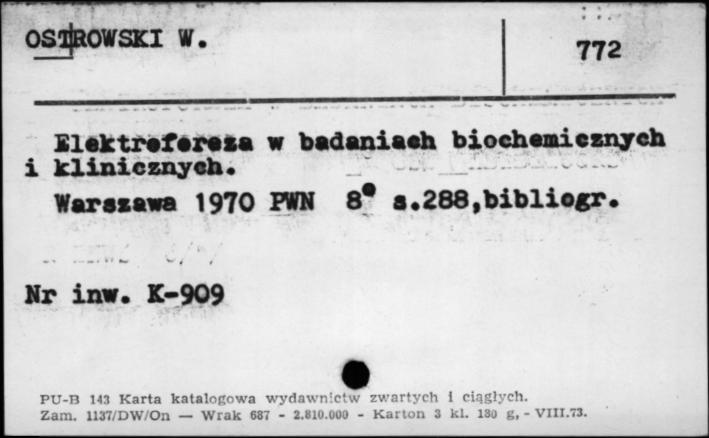 OSTROWSKI W.
772
Elektrofereza w badaniach biochemicznych
i klinicznych.
Warszawa 1970 PWN 8° s.288,bibliogr.
Nr inw. K-909
PU-B 143 Karta katalogowa wydawnictw zwartych i ciągłych.
Zam. 1137/DW/On — Wrak 687 - 2.810.000 - Karton 3 kl. 180 g, - VIII.73.